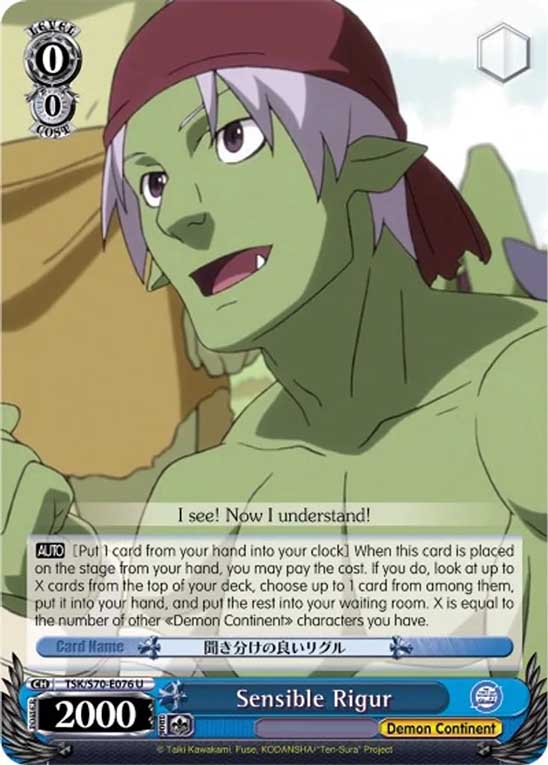 LEVEL
0
0
COST
I see! Now I understand!
AUTO [Put 1 card from your hand into your clock] When this card is placed
on the stage from your hand, you may pay the cost. If you do, look at up to
X cards from the top of your deck, choose up to 1 card from among them,
put it into your hand, and put the rest into your waiting room. X is equal to
the number of other «Demon Continent» characters you have.
Card Name 聞き分けの良いリグル
CH TSK/S70-E076 U
Sensible Rigur
POWER 2000
SOUL
Demon Continent
© Taiki Kawakami, Fuse, KODANSHA/"Ten-Sura" Project